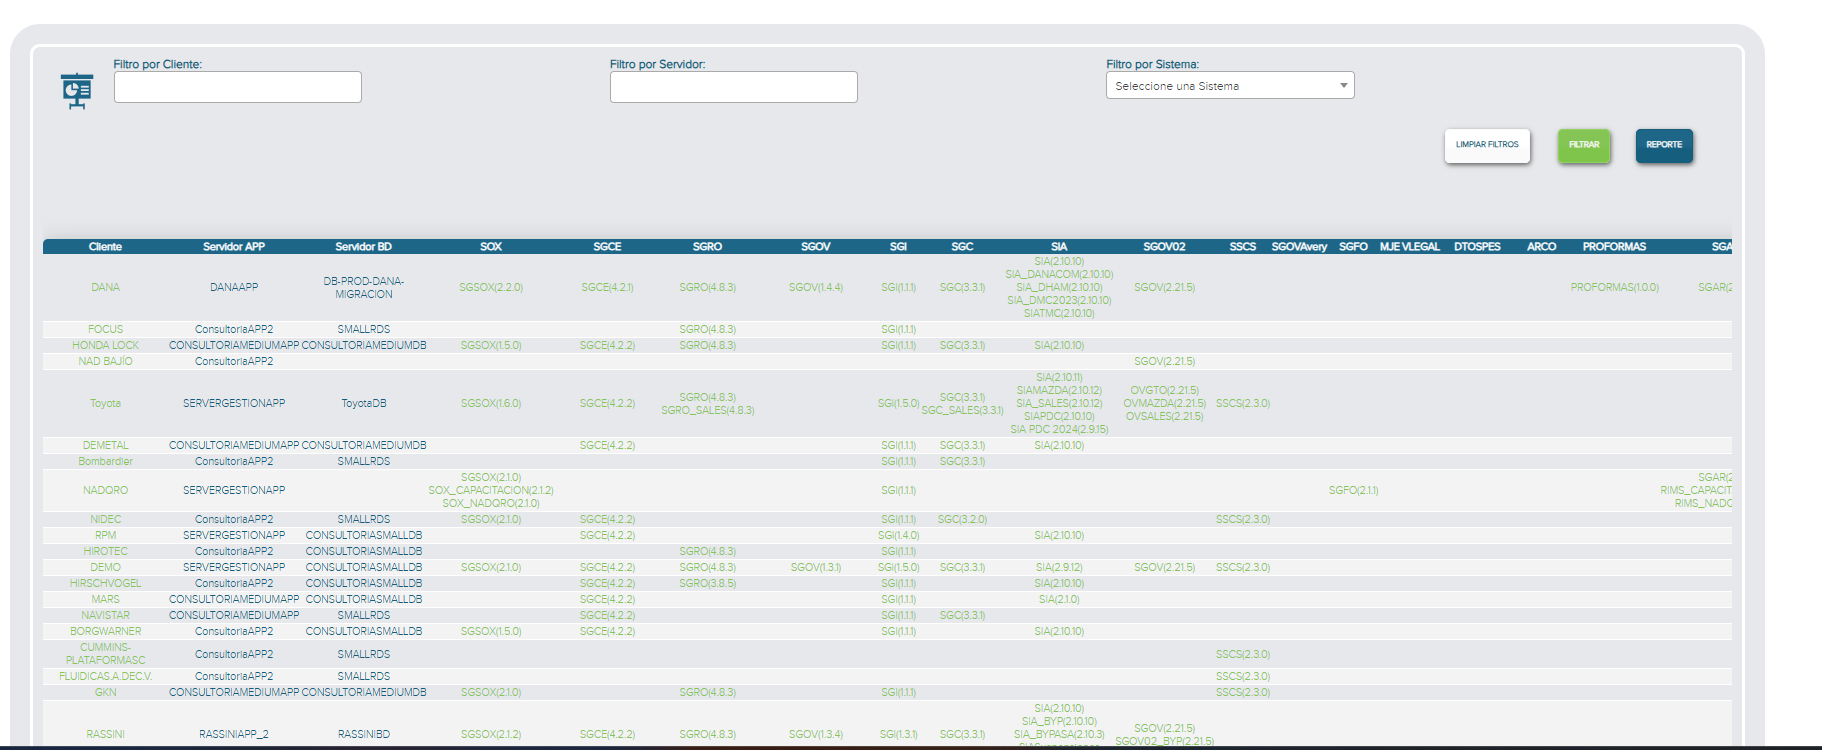 Filtro por Cliente: Filtro por Servidor: Filtro por Sistema:
Seleccione una Sistema
LIMPIAR FILTROS FILTRAR REPORTE
Cliente Servidor APP Servidor BD SOX SGCE SGRO SGOV SGI SGC SIA SGOV02 SSCS SGOVAvery SGFO MJE VLEGAL DTOSPES ARCO PROFORMAS SGA
SIA(2.10.10)
SIA_DANACOM(2.10.10)
DANA DANAAPP DB-PROD-DANA-MIGRACION SGSOX(2.2.0) SGCE(4.2.1) SGRO(4.8.3) SGOV(1.4.4) SGI(1.1.1) SGC(3.3.1) SIA_DHAM(2.10.10) SGOV(2.21.5) PROFORMAS(1.0.0) SGAR(2
SIA_DMC2023(2.10.10)
SIATMC(2.10.10)
FOCUS ConsultoriaAPP2 SMALLRDS SGRO(4.8.3) SGI(1.1.1)
HONDA LOCK CONSULTORIAMEDIUMAPP CONSULTORIAMEDIUMDB SGSOX(1.5.0) SGCE(4.2.2) SGRO(4.8.3) SGI(1.1.1) SGC(3.3.1) SIA(2.10.10)
NAD BAJÍO ConsultoriaAPP2 SGOV(2.21.5)
SIA(2.10.11)
SIAMAZDA(2.10.12) OVGTO(2.21.5)
Toyota SERVERGESTIONAPP ToyotaDB SGSOX(1.6.0) SGCE(4.2.2) SGRO(4.8.3) SGRO_SALES(4.8.3) SGI(1.5.0) SGC(3.3.1) SGC_SALES(3.3.1) SIA_SALES(2.10.12) OVMAZDA(2.21.5) SSCS(2.3.0)
SIAPDC(2.10.10) OVSALES(2.21.5)
SIA PDC 2024(2.9.15)
DEMETAL CONSULTORIAMEDIUMAPP CONSULTORIAMEDIUMDB SGCE(4.2.2) SGI(1.1.1) SGC(3.3.1) SIA(2.10.10)
Bombardier ConsultoriaAPP2 SMALLRDS SGI(1.1.1) SGC(3.3.1)
SGSOX(2.1.0) SGAR(2
NADQRO SERVERGESTIONAPP SOX_CAPACITACION(2.1.2) SGI(1.1.1) SGFO(2.1.1) RIMS_CAPACIT
SOX_NADQRO(2.1.0) RIMS_NADC
NIDEC ConsultoriaAPP2 SMALLRDS SGSOX(2.1.0) SGCE(4.2.2) SGI(1.1.1) SGC(3.2.0) SSCS(2.3.0)
RPM SERVERGESTIONAPP CONSULTORIASMALLDB SGCE(4.2.2) SGI(1.4.0) SIA(2.10.10)
HIROTEC ConsultoriaAPP2 CONSULTORIASMALLDB SGRO(4.8.3) SGI(1.1.1)
DEMO SERVERGESTIONAPP CONSULTORIASMALLDB SGSOX(2.1.0) SGCE(4.2.2) SGRO(4.8.3) SGOV(1.3.1) SGI(1.5.0) SGC(3.3.1) SIA(2.9.12) SGOV(2.21.5) SSCS(2.3.0)
HIRSCHVOGEL ConsultoriaAPP2 CONSULTORIASMALLDB SGCE(4.2.2) SGRO(3.8.5) SGI(1.1.1) SIA(2.10.10)
MARS CONSULTORIAMEDIUMAPP CONSULTORIASMALLDB SGCE(4.2.2) SGI(1.1.1) SIA(2.1.0)
NAVISTAR CONSULTORIAMEDIUMAPP SMALLRDS SGCE(4.2.2) SGI(1.1.1) SGC(3.3.1)
BORGWARNER ConsultoriaAPP2 CONSULTORIASMALLDB SGSOX(1.5.0) SGCE(4.2.2) SGI(1.1.1) SIA(2.10.10)
CUMMINS-
PLATAFORMASC ConsultoriaAPP2 SMALLRDS SSCS(2.3.0)
FLUIDICAS.A.DEC.V. ConsultoriaAPP2 SMALLRDS SSCS(2.3.0)
GKN CONSULTORIAMEDIUMAPP CONSULTORIAMEDIUMDB SGSOX(2.1.0) SGRO(4.8.3) SGI(1.1.1) SSCS(2.3.0)
SIA(2.10.10)
SIA_BYP(2.10.10) SGOV(2.21.5)
RASSINI RASSINIAPP_2 RASSINIBD SGSOX(2.1.2) SGCE(4.2.2) SGRO(4.8.3) SGOV(1.3.4) SGI(1.3.1) SGC(3.3.1) SIA_BYPASA(2.10.3) SGOV02_BYP(2.21.5)